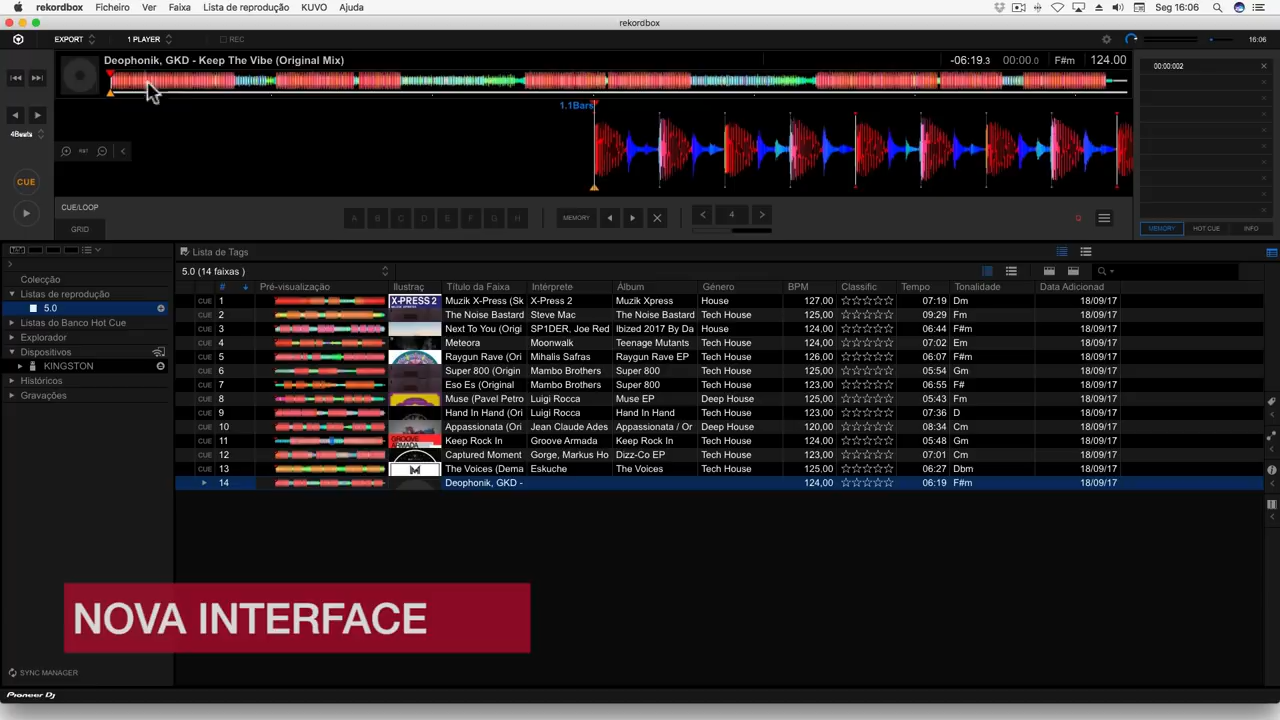 rekordbox Ficheiro Ver Faixa Lista de reprodução KUVO Ajuda Seg 16:06
rekordbox
EXPORT 1 PLAYER REC 16:06
Deophonik, GKD - Keep The Vibe (Original Mix) -06:19.3 00:00.0 F#m 124.00
00:00:002
1.1Bars
4Beats
RST
CUE
CUE/LOOP
GRID
A B C D E F G H MEMORY 4 Q
MEMORY HOT CUE INFO
Lista de Tags
5.0 (14 faixas )
Colecção
Listas de reprodução
5.0
Listas do Banco Hot Cue
Explorador
Dispositivos
KINGSTON
Históricos
Gravações
# Pré-visualização Ilustraç Título da Faixa Intérprete Álbum Género BPM Classific Tempo Tonalidade Data Adicionad
CUE 1 X-PRESS 2 Muzik X-Press (Sk X-Press 2 Muzik Xpress House 127,00 07:19 Dm 18/09/17
CUE 2 The Noise Bastard Steve Mac The Noise Bastard Tech House 125,00 09:29 Fm 18/09/17
CUE 3 Next To You (Origi SP1DER, Joe Red Ibized 2017 By Da House 124,00 06:44 F#m 18/09/17
CUE 4 Meteora Moonwalk Teenage Mutants Tech House 124,00 07:02 Em 18/09/17
CUE 5 Raygun Rave (Ori Mihalis Safras Raygun Rave EP Tech House 126,00 06:07 F#m 18/09/17
CUE 6 Super 800 (Origin Mambo Brothers Super 800 Tech House 125,00 05:54 Gm 18/09/17
CUE 7 Eso Es (Original Mambo Brothers Super 800 Tech House 123,00 06:55 F# 18/09/17
CUE 8 Muse (Pavel Petro Luigi Rocca Muse EP Deep House 125,00 06:43 Fm 18/09/17
CUE 9 Hand In Hand (Ori Luigi Rocca Hand In Hand Tech House 123,00 07:36 D 18/09/17
CUE 10 Appassionata (Ori Jean Claude Ades Appassionata / Or Deep House 120,00 08:34 Cm 18/09/17
CUE 11 GROOVE ARMADA Keep Rock In Groove Armada Keep Rock In Tech House 124,00 05:48 Gm 18/09/17
CUE 12 Captured Moment Gorge, Markus Ho Dizz-Co EP Tech House 123,00 07:55 Cm 18/09/17
CUE 13 The Voices (Dema Eskuche The Voices Tech House 125,00 06:27 Dbm 18/09/17
14 Deophonik, GKD - 124,00 06:19 F#m 18/09/17
NOVA INTERFACE
SYNC MANAGER
Pioneer Dj